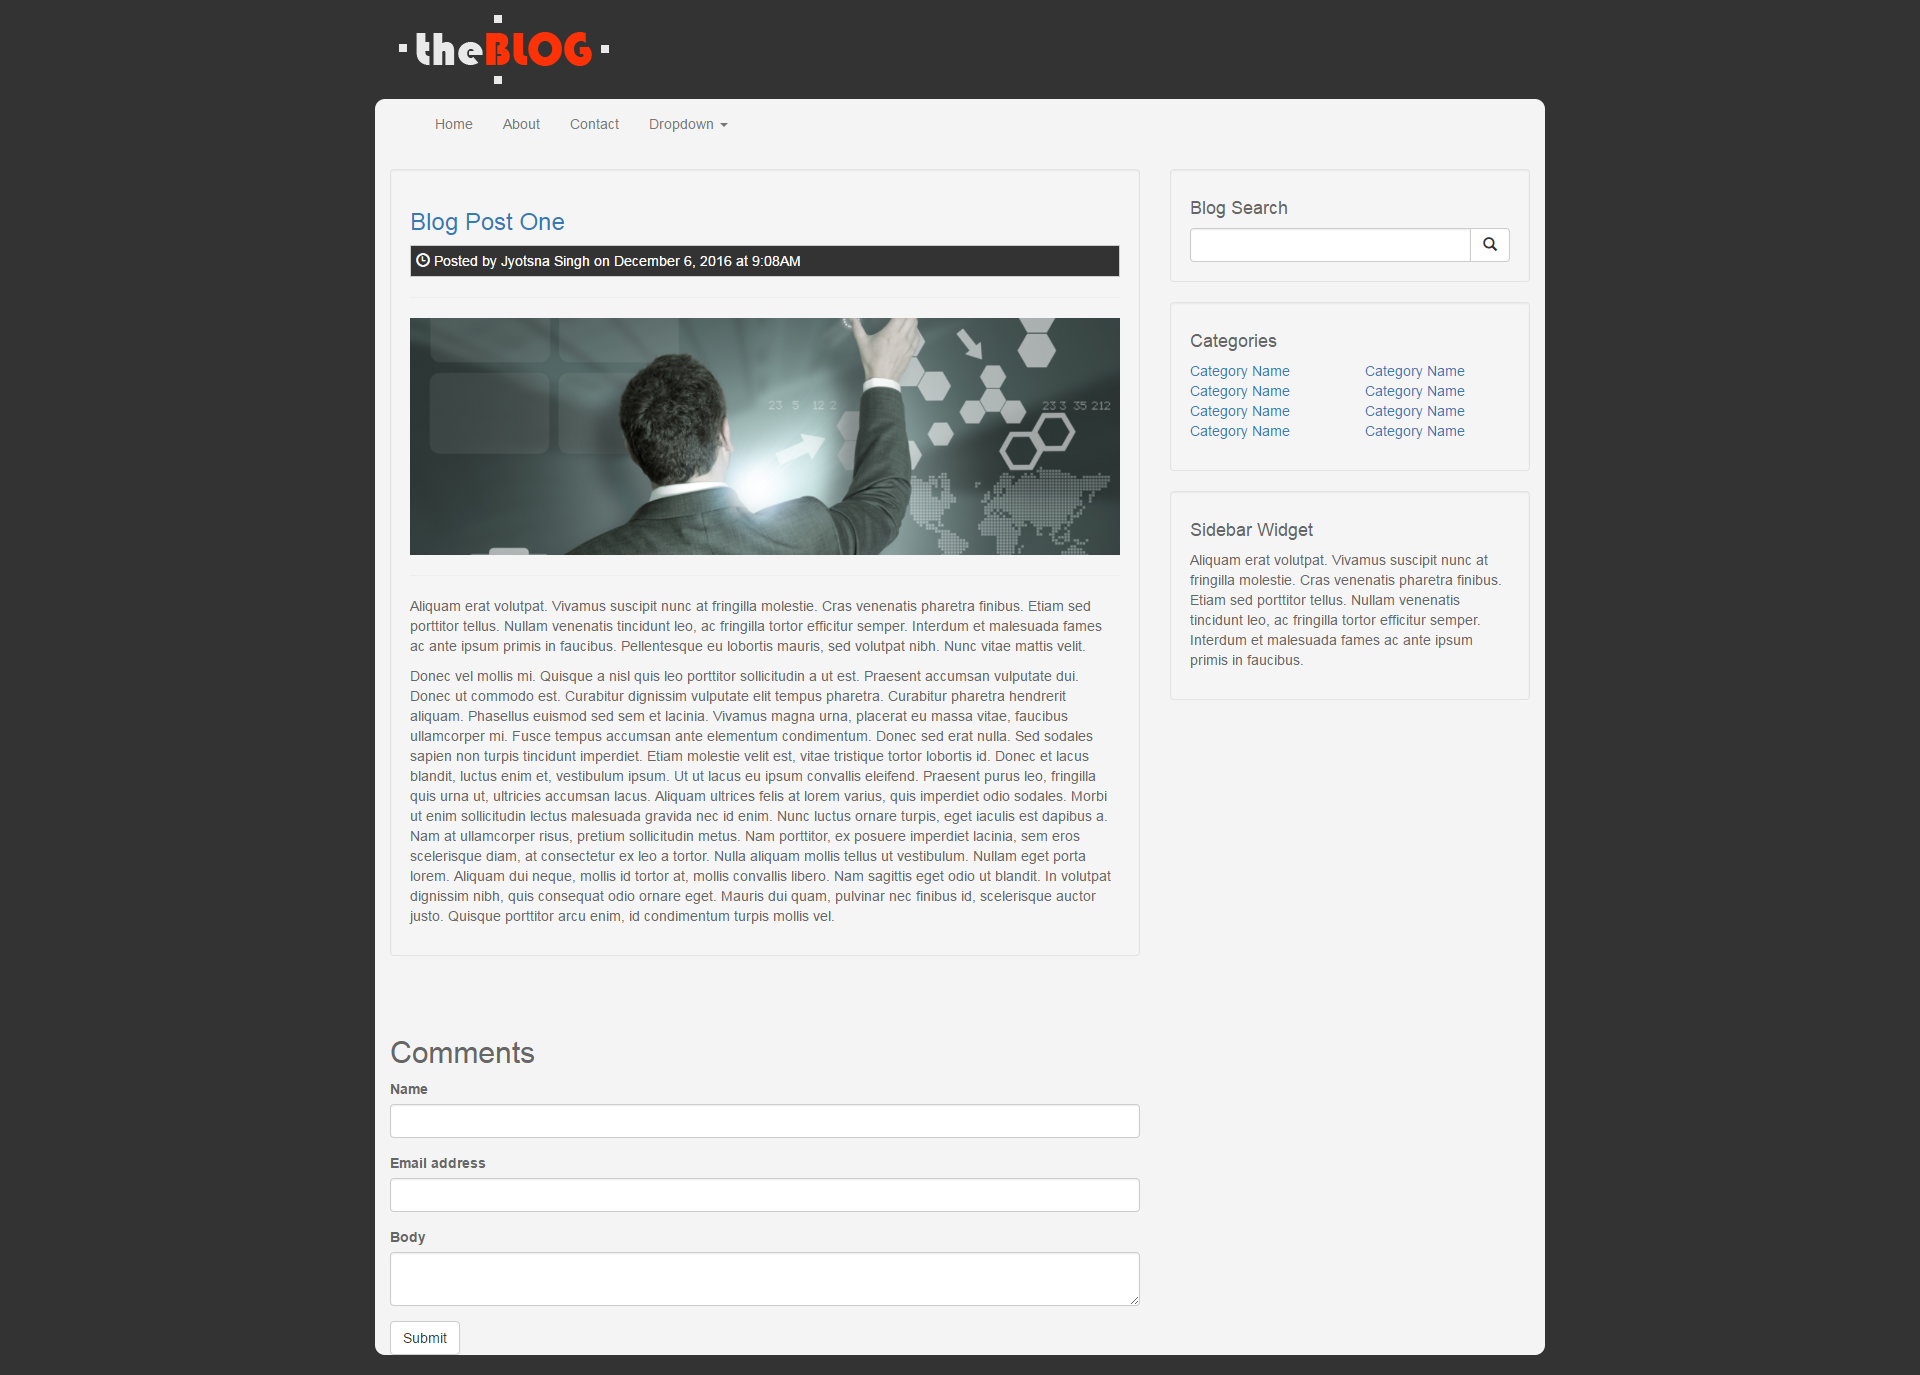 theBLOG
Home About Contact Dropdown
Blog Post One
Posted by Jyotsna Singh on December 6, 2016 at 9:08AM
23 5 12 2
23 3 35 212
Aliquam erat volutpat. Vivamus suscipit nunc at fringilla molestie. Cras venenatis pharetra finibus. Etiam sed
porttitor tellus. Nullam venenatis tincidunt leo, ac fringilla tortor efficitur semper. Interdum et malesuada fames
ac ante ipsum primis in faucibus. Pellentesque eu lobortis mauris, sed volutpat nibh. Nunc vitae mattis velit.
Donec vel mollis mi. Quisque a nisl quis leo porttitor sollicitudin a ut est. Praesent accumsan vulputate dui.
Donec ut commodo est. Curabitur dignissim vulputate elit tempus pharetra. Curabitur pharetra hendrerit
aliquam. Phasellus euismod sed sem et lacinia. Vivamus magna urna, placerat eu massa vitae, faucibus
ullamcorper mi. Fusce tempus accumsan ante elementum condimentum. Donec sed erat nulla. Sed sodales
sapien non turpis tincidunt imperdiet. Etiam molestie velit est, vitae tristique tortor lobortis id. Donec et lacus
blandit, luctus enim et, vestibulum ipsum. Ut ut lacus eu ipsum convallis eleifend. Praesent purus leo, fringilla
quis urna ut, ultricies accumsan lacus. Aliquam ultrices felis at lorem varius, quis imperdiet odio sodales. Morbi
ut enim sollicitudin lectus malesuada gravida nec id enim. Nunc luctus ornare turpis, eget iaculis est dapibus a.
Nam at ullamcorper risus, pretium sollicitudin metus. Nam porttitor, ex posuere imperdiet lacinia, sem eros
scelerisque diam, at consectetur ex leo a tortor. Nulla aliquam mollis tellus ut vestibulum. Nullam eget porta
lorem. Aliquam dui neque, mollis id tortor at, mollis convallis libero. Nam sagittis eget odio ut blandit. In volutpat
dignissim nibh, quis consequat odio ornare eget. Mauris dui quam, pulvinar nec finibus id, scelerisque auctor
justo. Quisque porttitor arcu enim, id condimentum turpis mollis vel.
Comments
Name
Email address
Body
Submit
Blog Search
Categories
Category Name Category Name
Category Name Category Name
Category Name Category Name
Category Name Category Name
Sidebar Widget
Aliquam erat volutpat. Vivamus suscipit nunc at
fringilla molestie. Cras venenatis pharetra finibus.
Etiam sed porttitor tellus. Nullam venenatis
tincidunt leo, ac fringilla tortor efficitur semper.
Interdum et malesuada fames ac ante ipsum
primis in faucibus.